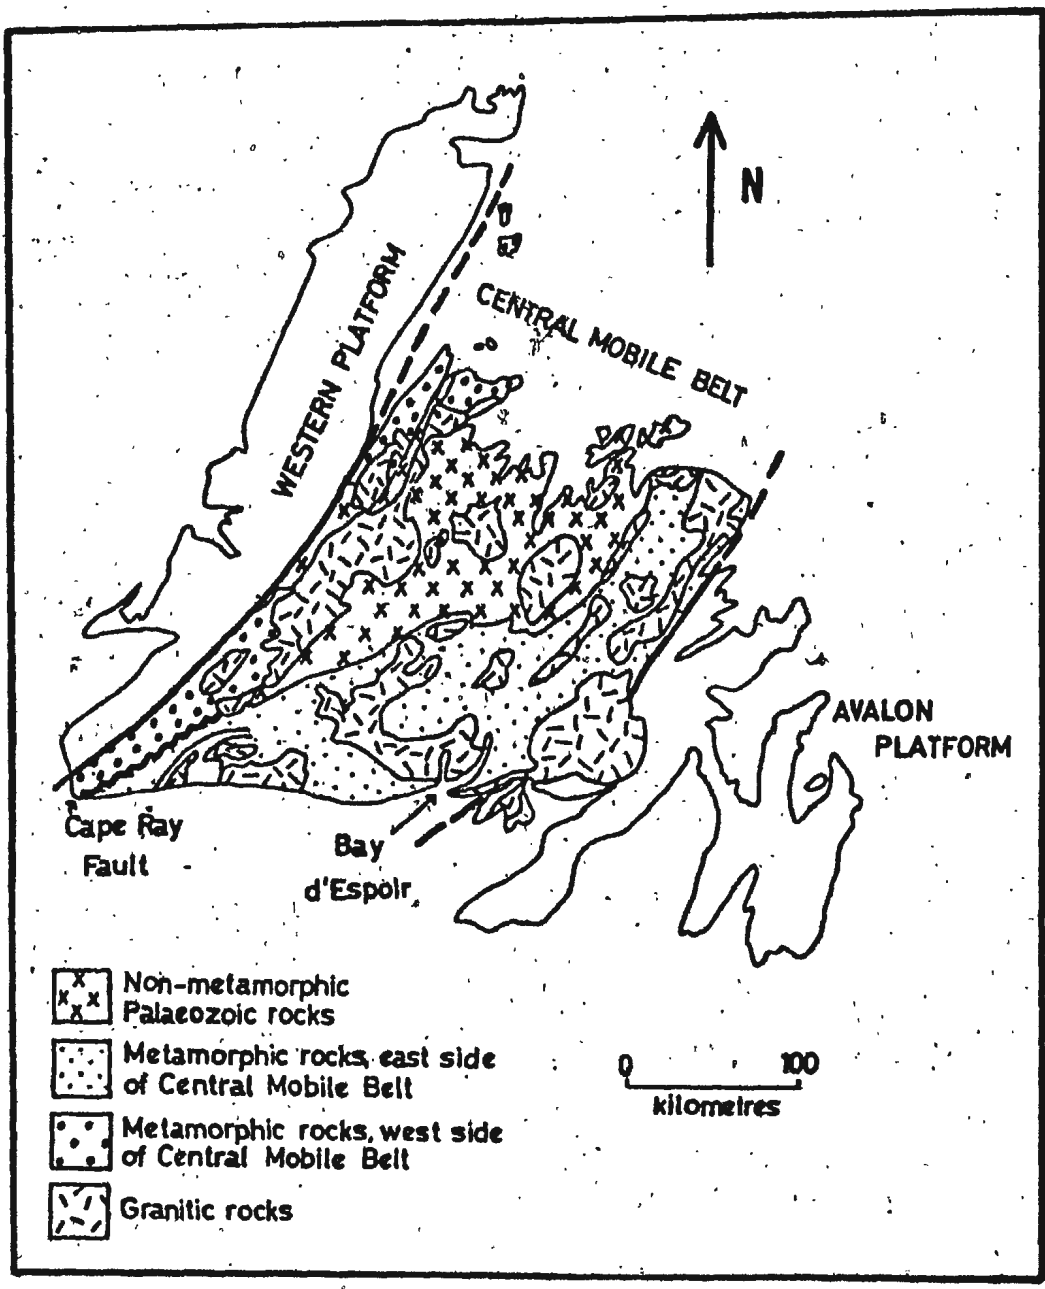 N
WESTERN PLATFORM
CENTRAL MOBILE BELT
AVALON
PLATFORM
Cape Ray
Fault
Bay
d'Espoir
Non-metamorphic
Palaeozoic rocks
Metamorphic rocks, east side
of Central Mobile Belt
Metamorphic rocks, west side
of Central Mobile Belt
Granitic rocks
0 100
kilometres